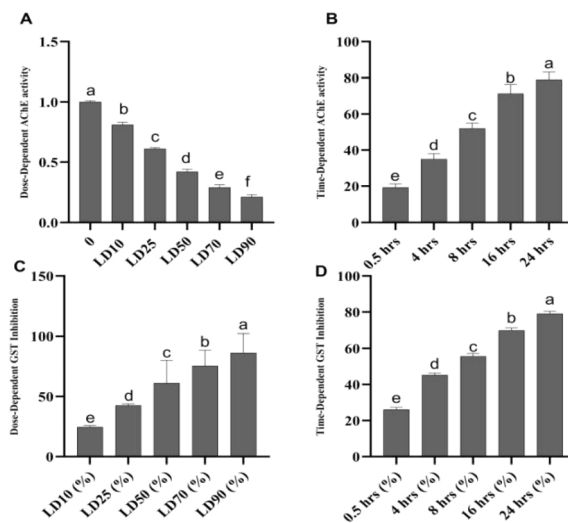 A
Dose-Dependent AChE activity
1.5
1.0
0.5
0.0
a
b
c
d
e
f
0
LD10
LD25
LD50
LD70
LD90
B
Time-Dependent AChE activity
100
80
60
40
20
0
e
d
c
b
a
0.5 hrs
4 hrs
8 hrs
16 hrs
24 hrs
C
Dose-Dependent GST Inhibition
150
100
50
0
e
d
c
b
a
LD10 (%)
LD25 (%)
LD50 (%)
LD70 (%)
LD90 (%)
D
Time-Dependent GST Inhibition
100
80
60
40
20
0
e
d
c
b
a
0.5 hrs (%)
4 hrs (%)
8 hrs (%)
16 hrs (%)
24 hrs (%)